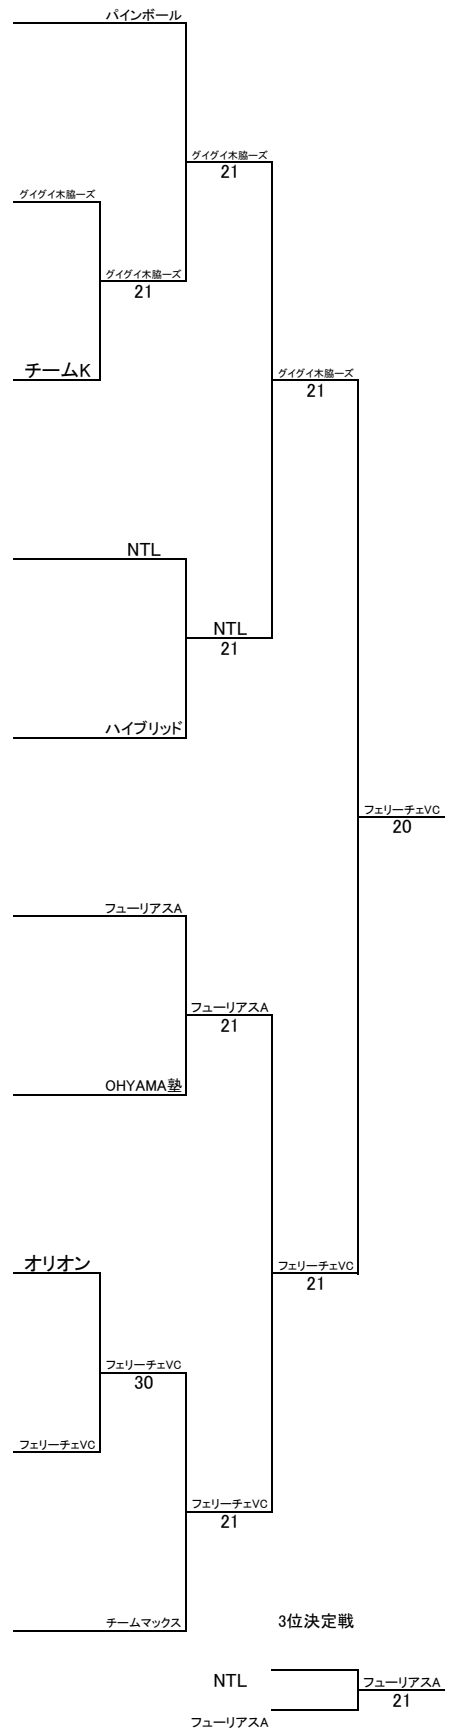 パインボール
グイグイ木脇ーズ
21
グイグイ木脇ーズ
グイグイ木脇ーズ
21
チームK
グイグイ木脇ーズ
21
NTL
NTL
21
ハイブリッド
フェリーチェVC
20
フューリアスA
フューリアスA
21
OHYAMA塾
オリオン
フェリーチェVC
21
フェリーチェVC
30
フェリーチェVC
フェリーチェVC
21
チームマックス
3位決定戦
NTL
フューリアスA
21
フューリアスA